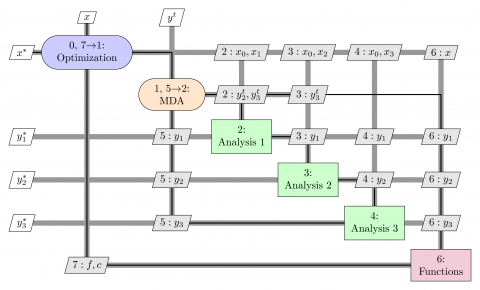 x
y^t
x*
0, 7→1:
Optimization
2 : x_0, x_1
3 : x_0, x_2
4 : x_0, x_3
6 : x
1, 5→2:
MDA
2 : y_2^t, y_3^t
3 : y_3^t
y_1^*
5 : y_1
2:
Analysis 1
3 : y_1
4 : y_1
6 : y_1
y_2^*
5 : y_2
3:
Analysis 2
4 : y_2
6 : y_2
y_3^*
5 : y_3
4:
Analysis 3
6 : y_3
7 : f, c
6:
Functions